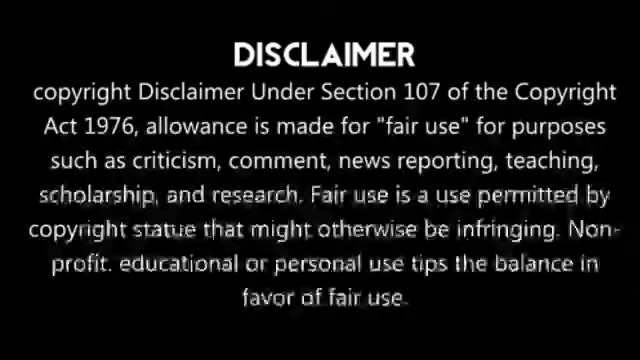 DISCLAIMER
copyright Disclaimer Under Section 107 of the Copyright
Act 1976, allowance is made for "fair use" for purposes
such as criticism, comment, news reporting, teaching,
scholarship, and research. Fair use is a use permitted by
copyright statue that might otherwise be infringing. Non-
profit. educational or personal use tips the balance in
favor of fair use.